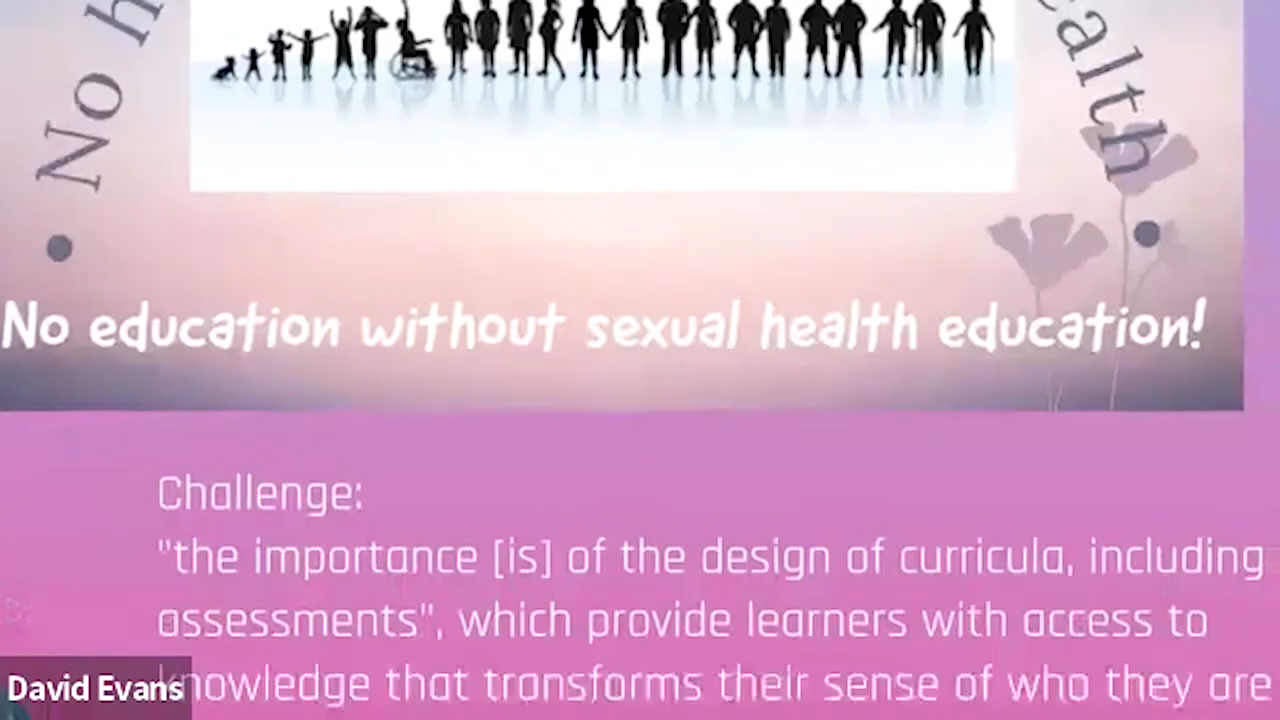 No h
ealth
No education without sexual health education!
Challenge:
"the importance [is] of the design of curricula, including
assessments", which provide learners with access to
knowledge that transforms their sense of who they are
David Evans